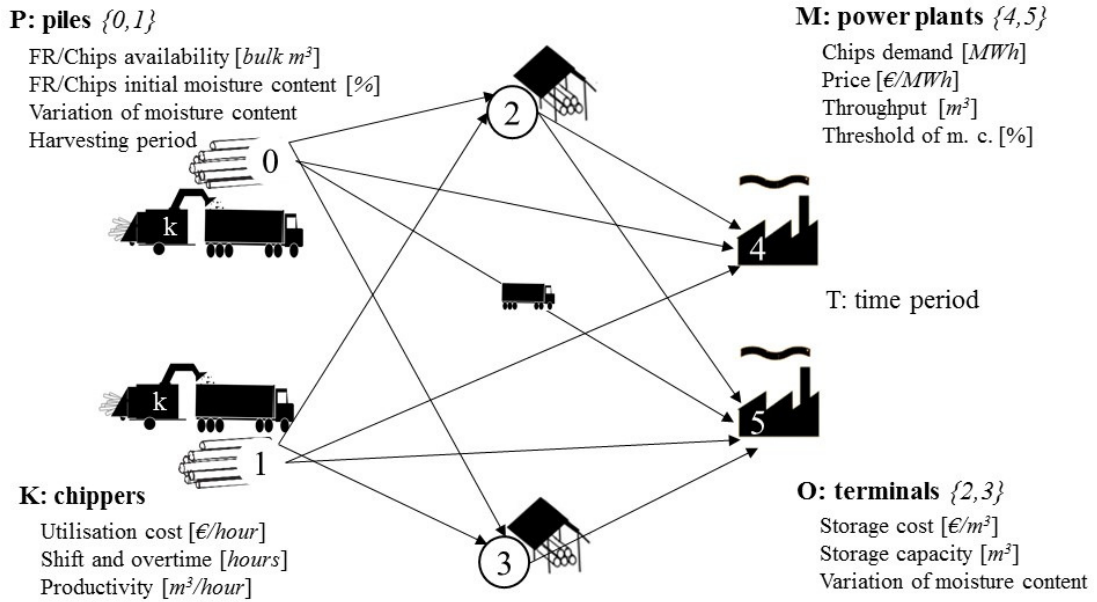 P: piles {0,1}
FR/Chips availability [bulk m³]
FR/Chips initial moisture content [%]
Variation of moisture content
Harvesting period
0
k
2
M: power plants {4,5}
Chips demand [MWh]
Price [€/MWh]
Throughput [m³]
Threshold of m. c. [%]
4
T: time period
k
1
5
K: chippers
Utilisation cost [€/hour]
Shift and overtime [hours]
Productivity [m³/hour]
3
O: terminals {2,3}
Storage cost [€/m³]
Storage capacity [m³]
Variation of moisture content